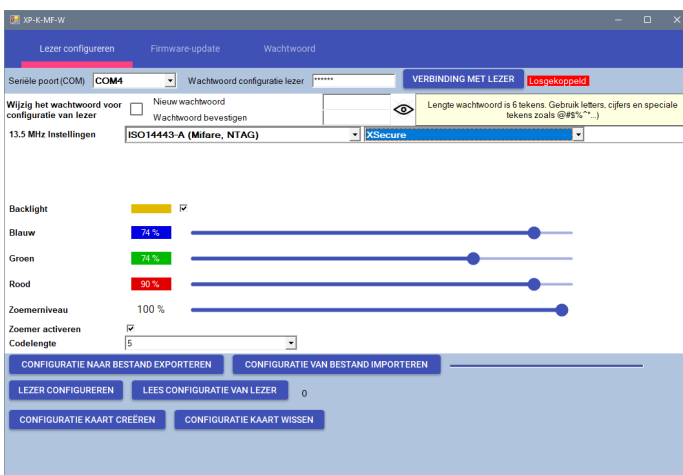 XP-K-MF-W
Lezer configureren Firmware-update Wachtwoord
Seriële poort (COM) COM4 Wachtwoord configuratie lezer ****** VERBINDING MET LEZER Losgekoppeld
Wijzig het wachtwoord voor
configuratie van lezer
Nieuw wachtwoord
Wachtwoord bevestigen
Lengte wachtwoord is 6 tekens. Gebruik letters, cijfers en speciale
tekens zoals @#$%^*...)
13.5 MHz Instellingen ISO14443-A (Mifare, NTAG) XSecure
Backlight
Blauw 74 %
Groen 74 %
Rood 90 %
Zoemerniveau 100 %
Zoemer activeren
Codelengte 5
CONFIGURATIE NAAR BESTAND EXPORTEREN CONFIGURATIE VAN BESTAND IMPORTEREN
LEZER CONFIGUREREN LEES CONFIGURATIE VAN LEZER 0
CONFIGURATIE KAART CREËREN CONFIGURATIE KAART WISSEN